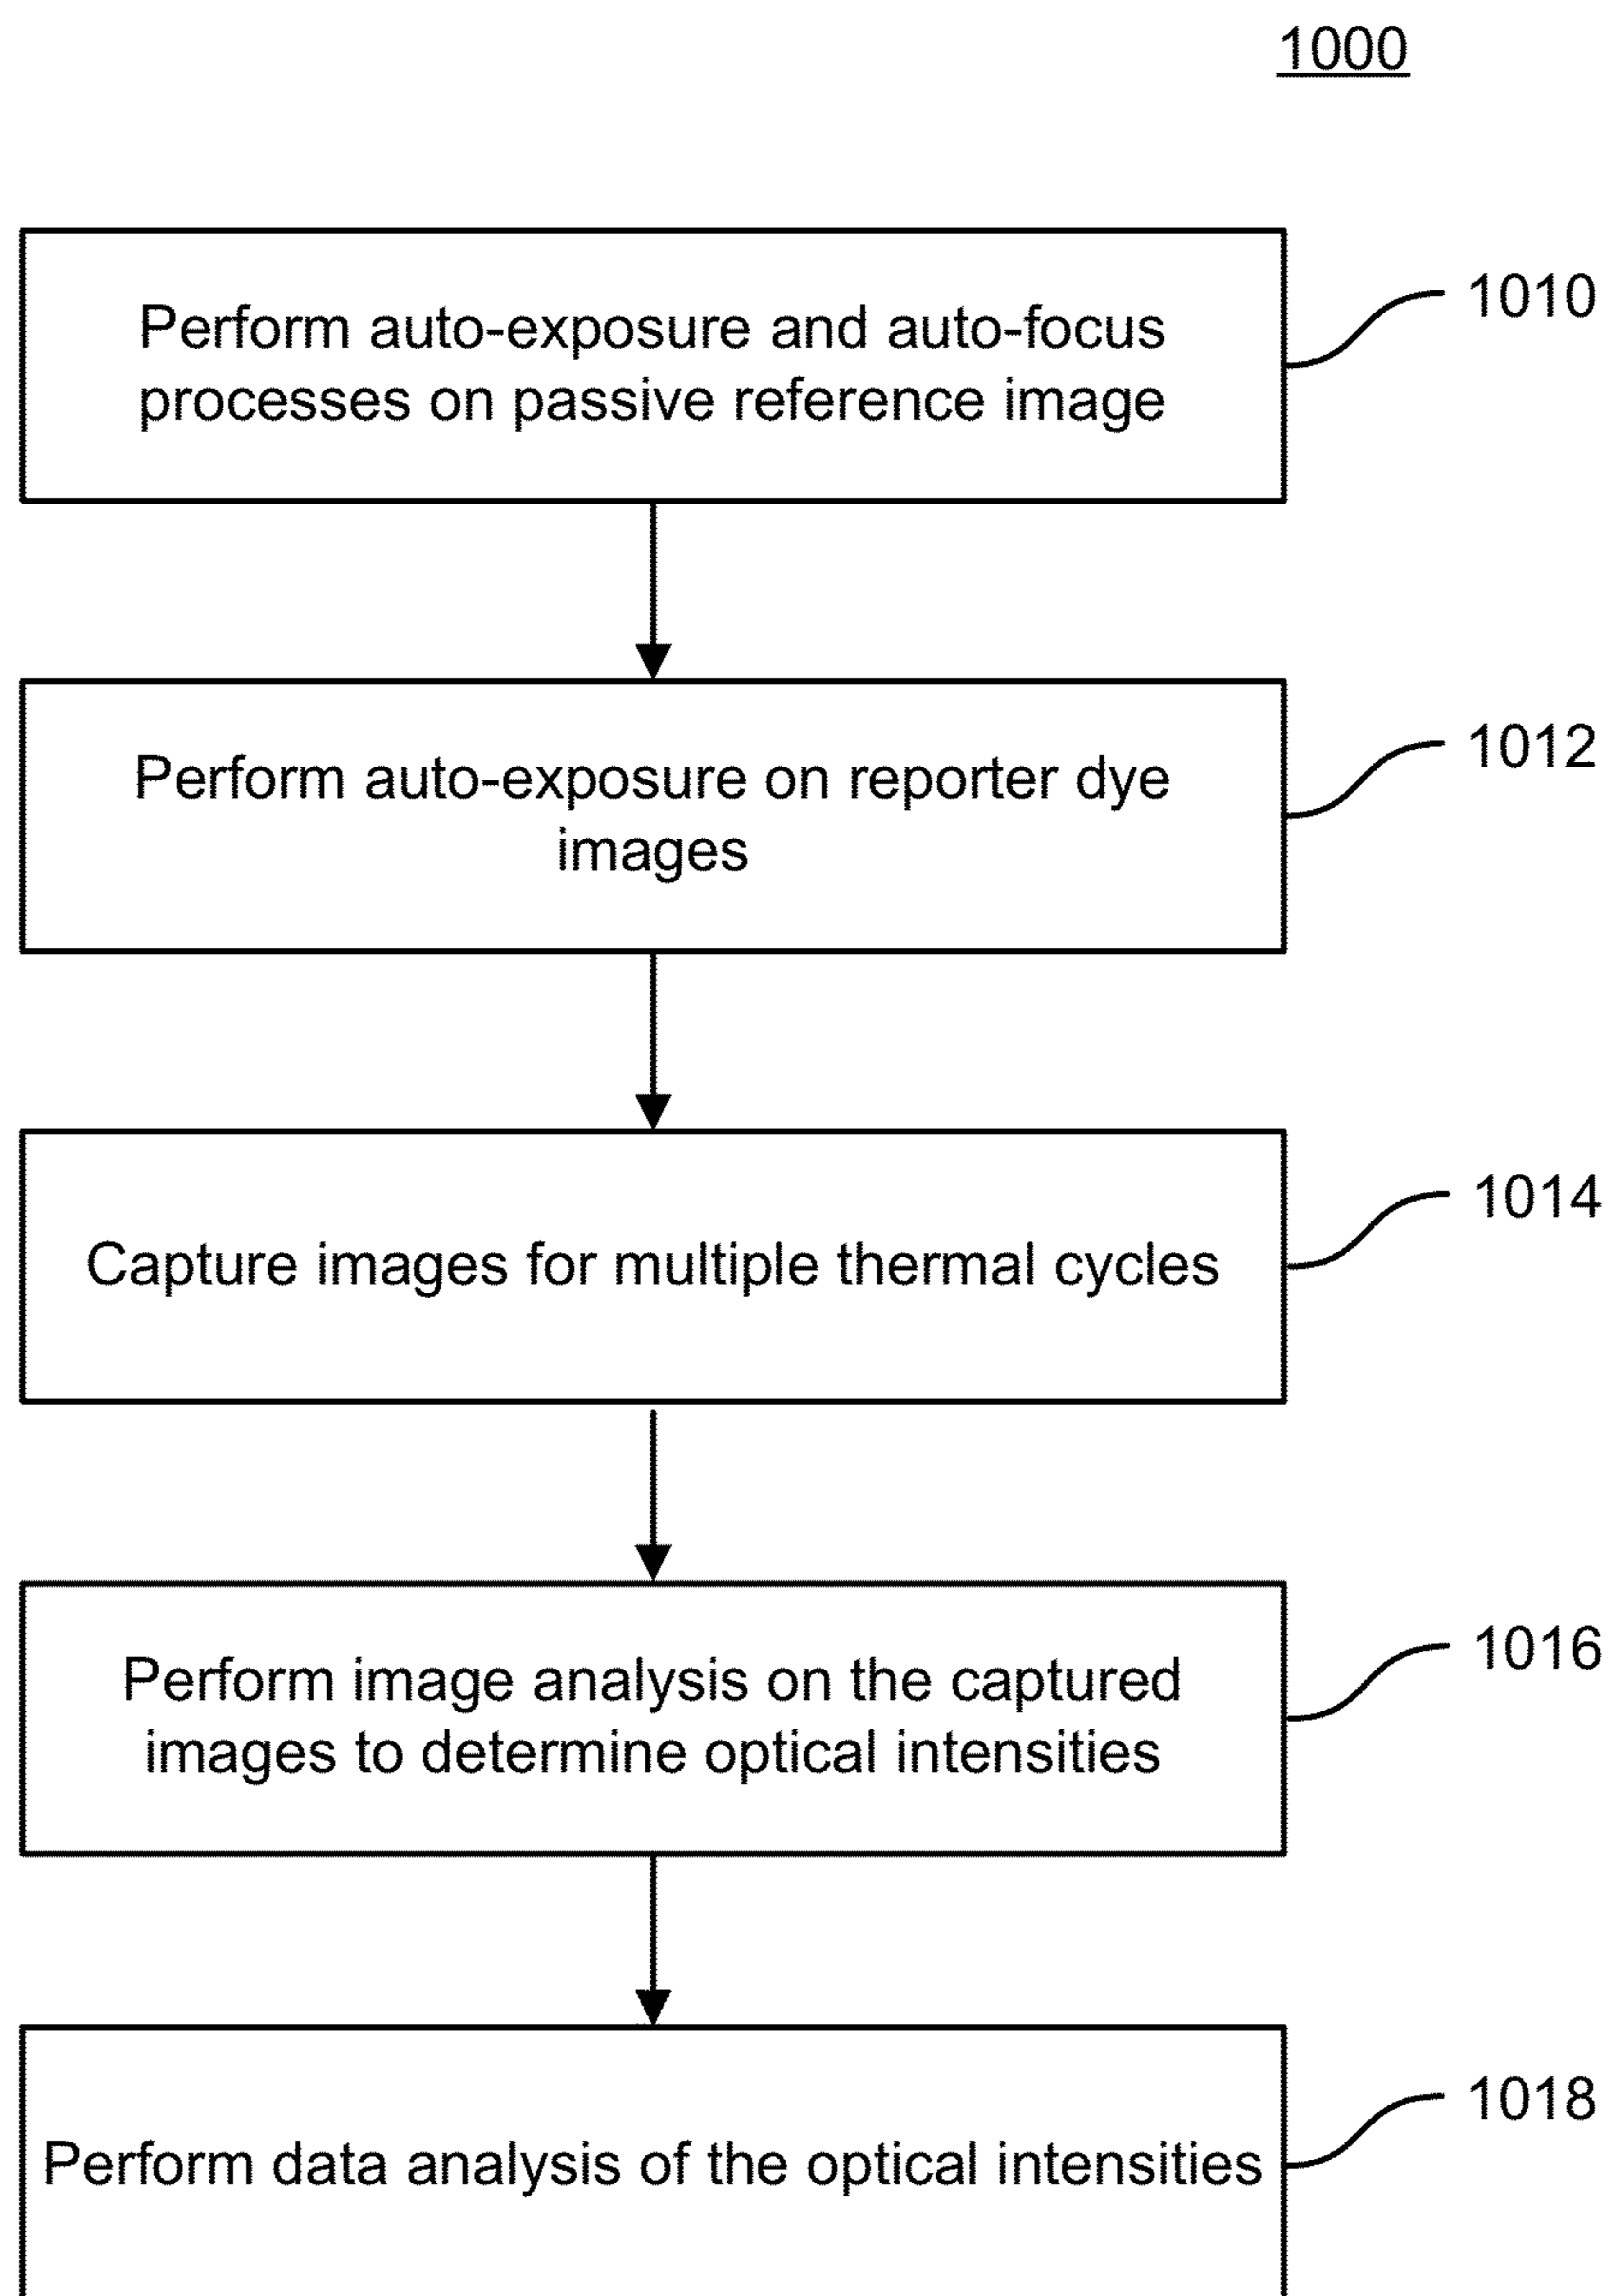 1000
Perform auto-exposure and auto-focus
processes on passive reference image
1010
Perform auto-exposure on reporter dye
images
1012
Capture images for multiple thermal cycles
1014
Perform image analysis on the captured
images to determine optical intensities
1016
Perform data analysis of the optical intensities
1018